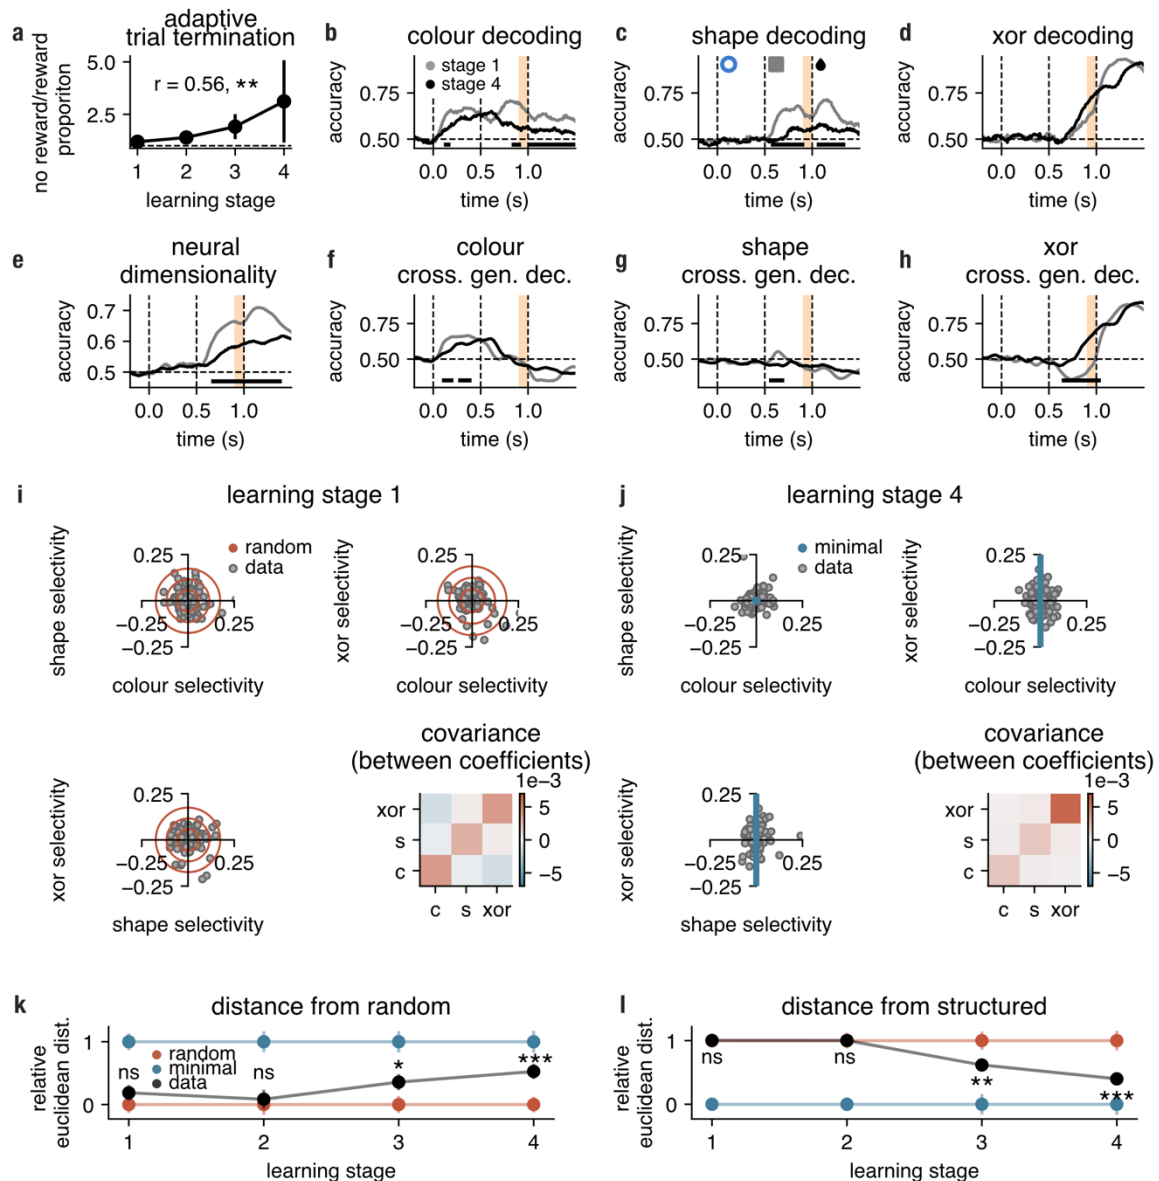 a
adaptive
trial termination
no reward/reward
proporiton
5.0
2.5
r = 0.56, **
1 2 3 4
learning stage
b
colour decoding
accuracy
0.75
0.50
stage 1
stage 4
0.0 0.5 1.0
time (s)
c
shape decoding
accuracy
0.75
0.50
0.0 0.5 1.0
time (s)
d
xor decoding
accuracy
0.75
0.50
0.0 0.5 1.0
time (s)
e
neural
dimensionality
accuracy
0.7
0.6
0.5
0.0 0.5 1.0
time (s)
f
colour
cross. gen. dec.
accuracy
0.75
0.50
0.0 0.5 1.0
time (s)
g
shape
cross. gen. dec.
accuracy
0.75
0.50
0.0 0.5 1.0
time (s)
h
xor
cross. gen. dec.
accuracy
0.75
0.50
0.0 0.5 1.0
time (s)
i
learning stage 1
shape selectivity
0.25
random
data
−0.25 0.25
−0.25
colour selectivity
xor selectivity
0.25
−0.25 0.25
−0.25
colour selectivity
xor selectivity
0.25
−0.25 0.25
−0.25
shape selectivity
covariance
(between coefficients)
1e−3
xor
s
c
c s xor
5
0
−5
j
learning stage 4
shape selectivity
0.25
minimal
data
−0.25 0.25
−0.25
colour selectivity
xor selectivity
0.25
−0.25 0.25
−0.25
colour selectivity
xor selectivity
0.25
−0.25 0.25
−0.25
shape selectivity
covariance
(between coefficients)
1e−3
xor
s
c
c s xor
5
0
−5
k
distance from random
relative
euclidean dist.
1
0
random
minimal
data
ns
ns
*
***
1 2 3 4
learning stage
l
distance from structured
relative
euclidean dist.
1
0
ns
ns
**
***
1 2 3 4
learning stage